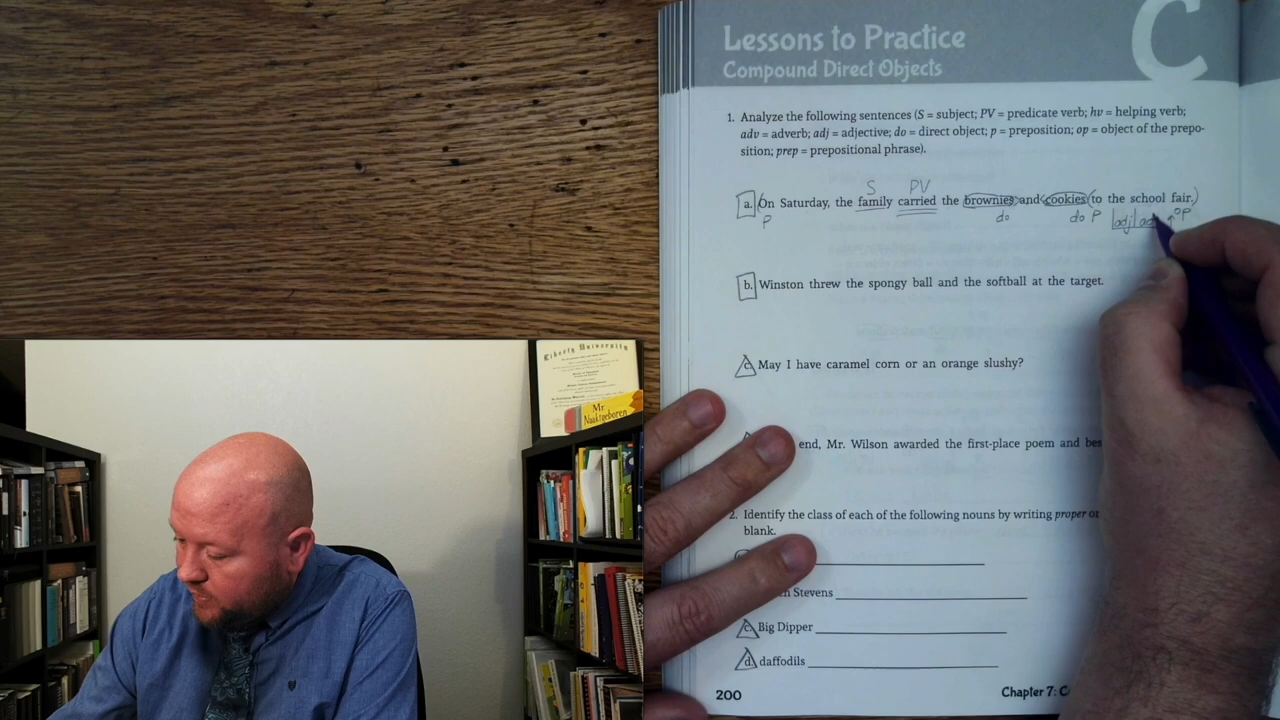 Lessons to Practice
Compound Direct Objects
C
1. Analyze the following sentences (S = subject; PV = predicate verb; hv = helping verb;
adv = adverb; adj = adjective; do = direct object; p = preposition; op = object of the prepo-
sition; prep = prepositional phrase).
S PV
a. On Saturday, the family carried the brownies and cookies to the school fair.
p do do p adj op
b. Winston threw the spongy ball and the softball at the target.
c. May I have caramel corn or an orange slushy?
end, Mr. Wilson awarded the first-place poem and
2. Identify the class of each of the following nouns by writing proper
blank.
Stevens
c. Big Dipper
d. daffodils
200
Chapter 7:
Liberty University
Mr.
Naaktgeboren